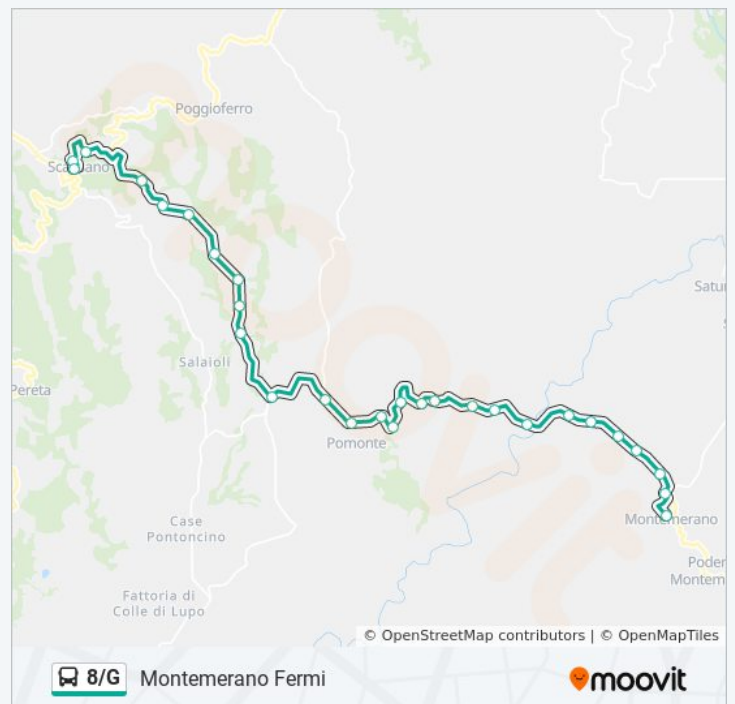 Poggioferro
Scansano
Satur
Salaioli
Pereta
Pomonte
Montemerano
Case
Pontoncino
Poder
Montem
Fattoria di
Colle di Lupo
© OpenStreetMap contributors | © OpenMapTiles
8/G Montemerano Fermi
moovit